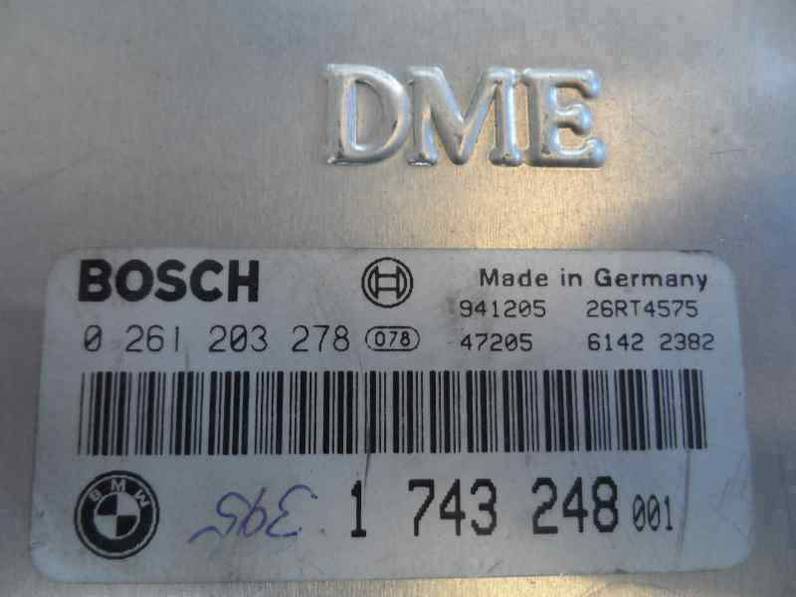 DME
BOSCH Made in Germany
941205 26RT4575
0 261 203 278 078 47205 6142 2382
BMW 1 743 248 001